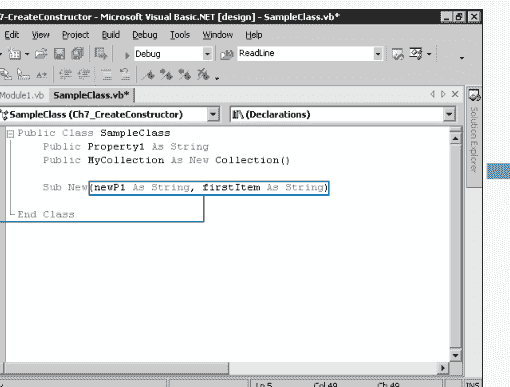 7-CreateConstructor - Microsoft Visual Basic.NET [design] - SampleClass.vb*
Edit View Project Build Debug Tools Window Help
Debug ReadLine
Module1.vb SampleClass.vb*
SampleClass (Ch7_CreateConstructor) (Declarations)
Solution Explorer
Public Class SampleClass
Public Property1 As String
Public MyCollection As New Collection()
Sub New(newP1 As String, firstItem As String)
End Class
Ln 5 Col 49 Ch 49 INS